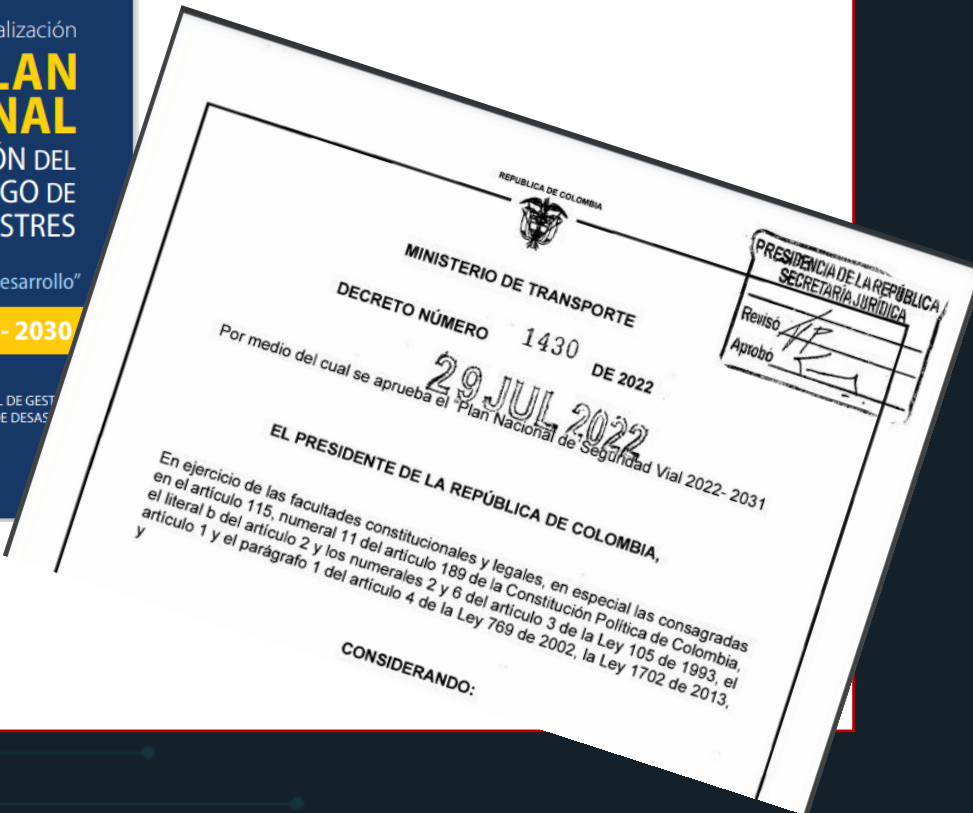 alización
LAN
NAL
ÓN DEL
GO DE
STRES
esarrollo"
- 2030
L DE GEST
E DESAS
REPUBLICA DE COLOMBIA
MINISTERIO DE TRANSPORTE
DECRETO NÚMERO 1430 DE 2022
29 JUL 2022
Por medio del cual se aprueba el "Plan Nacional de Seguridad Vial 2022- 2031
EL PRESIDENTE DE LA REPÚBLICA DE COLOMBIA,
En ejercicio de las facultades constitucionales y legales, en especial las consagradas
en el artículo 115, numeral 11 del artículo 189 de la Constitución Política de Colombia,
el literal b del artículo 2 y los numerales 2 y 6 del artículo 3 de la Ley 105 de 1993, el
artículo 1 y el parágrafo 1 del artículo 4 de la Ley 769 de 2002, la Ley 1702 de 2013,
y
CONSIDERANDO:
PRESIDENCIA DE LA REPÚBLICA
SECRETARÍA JURÍDICA
Revisó
Aprobó